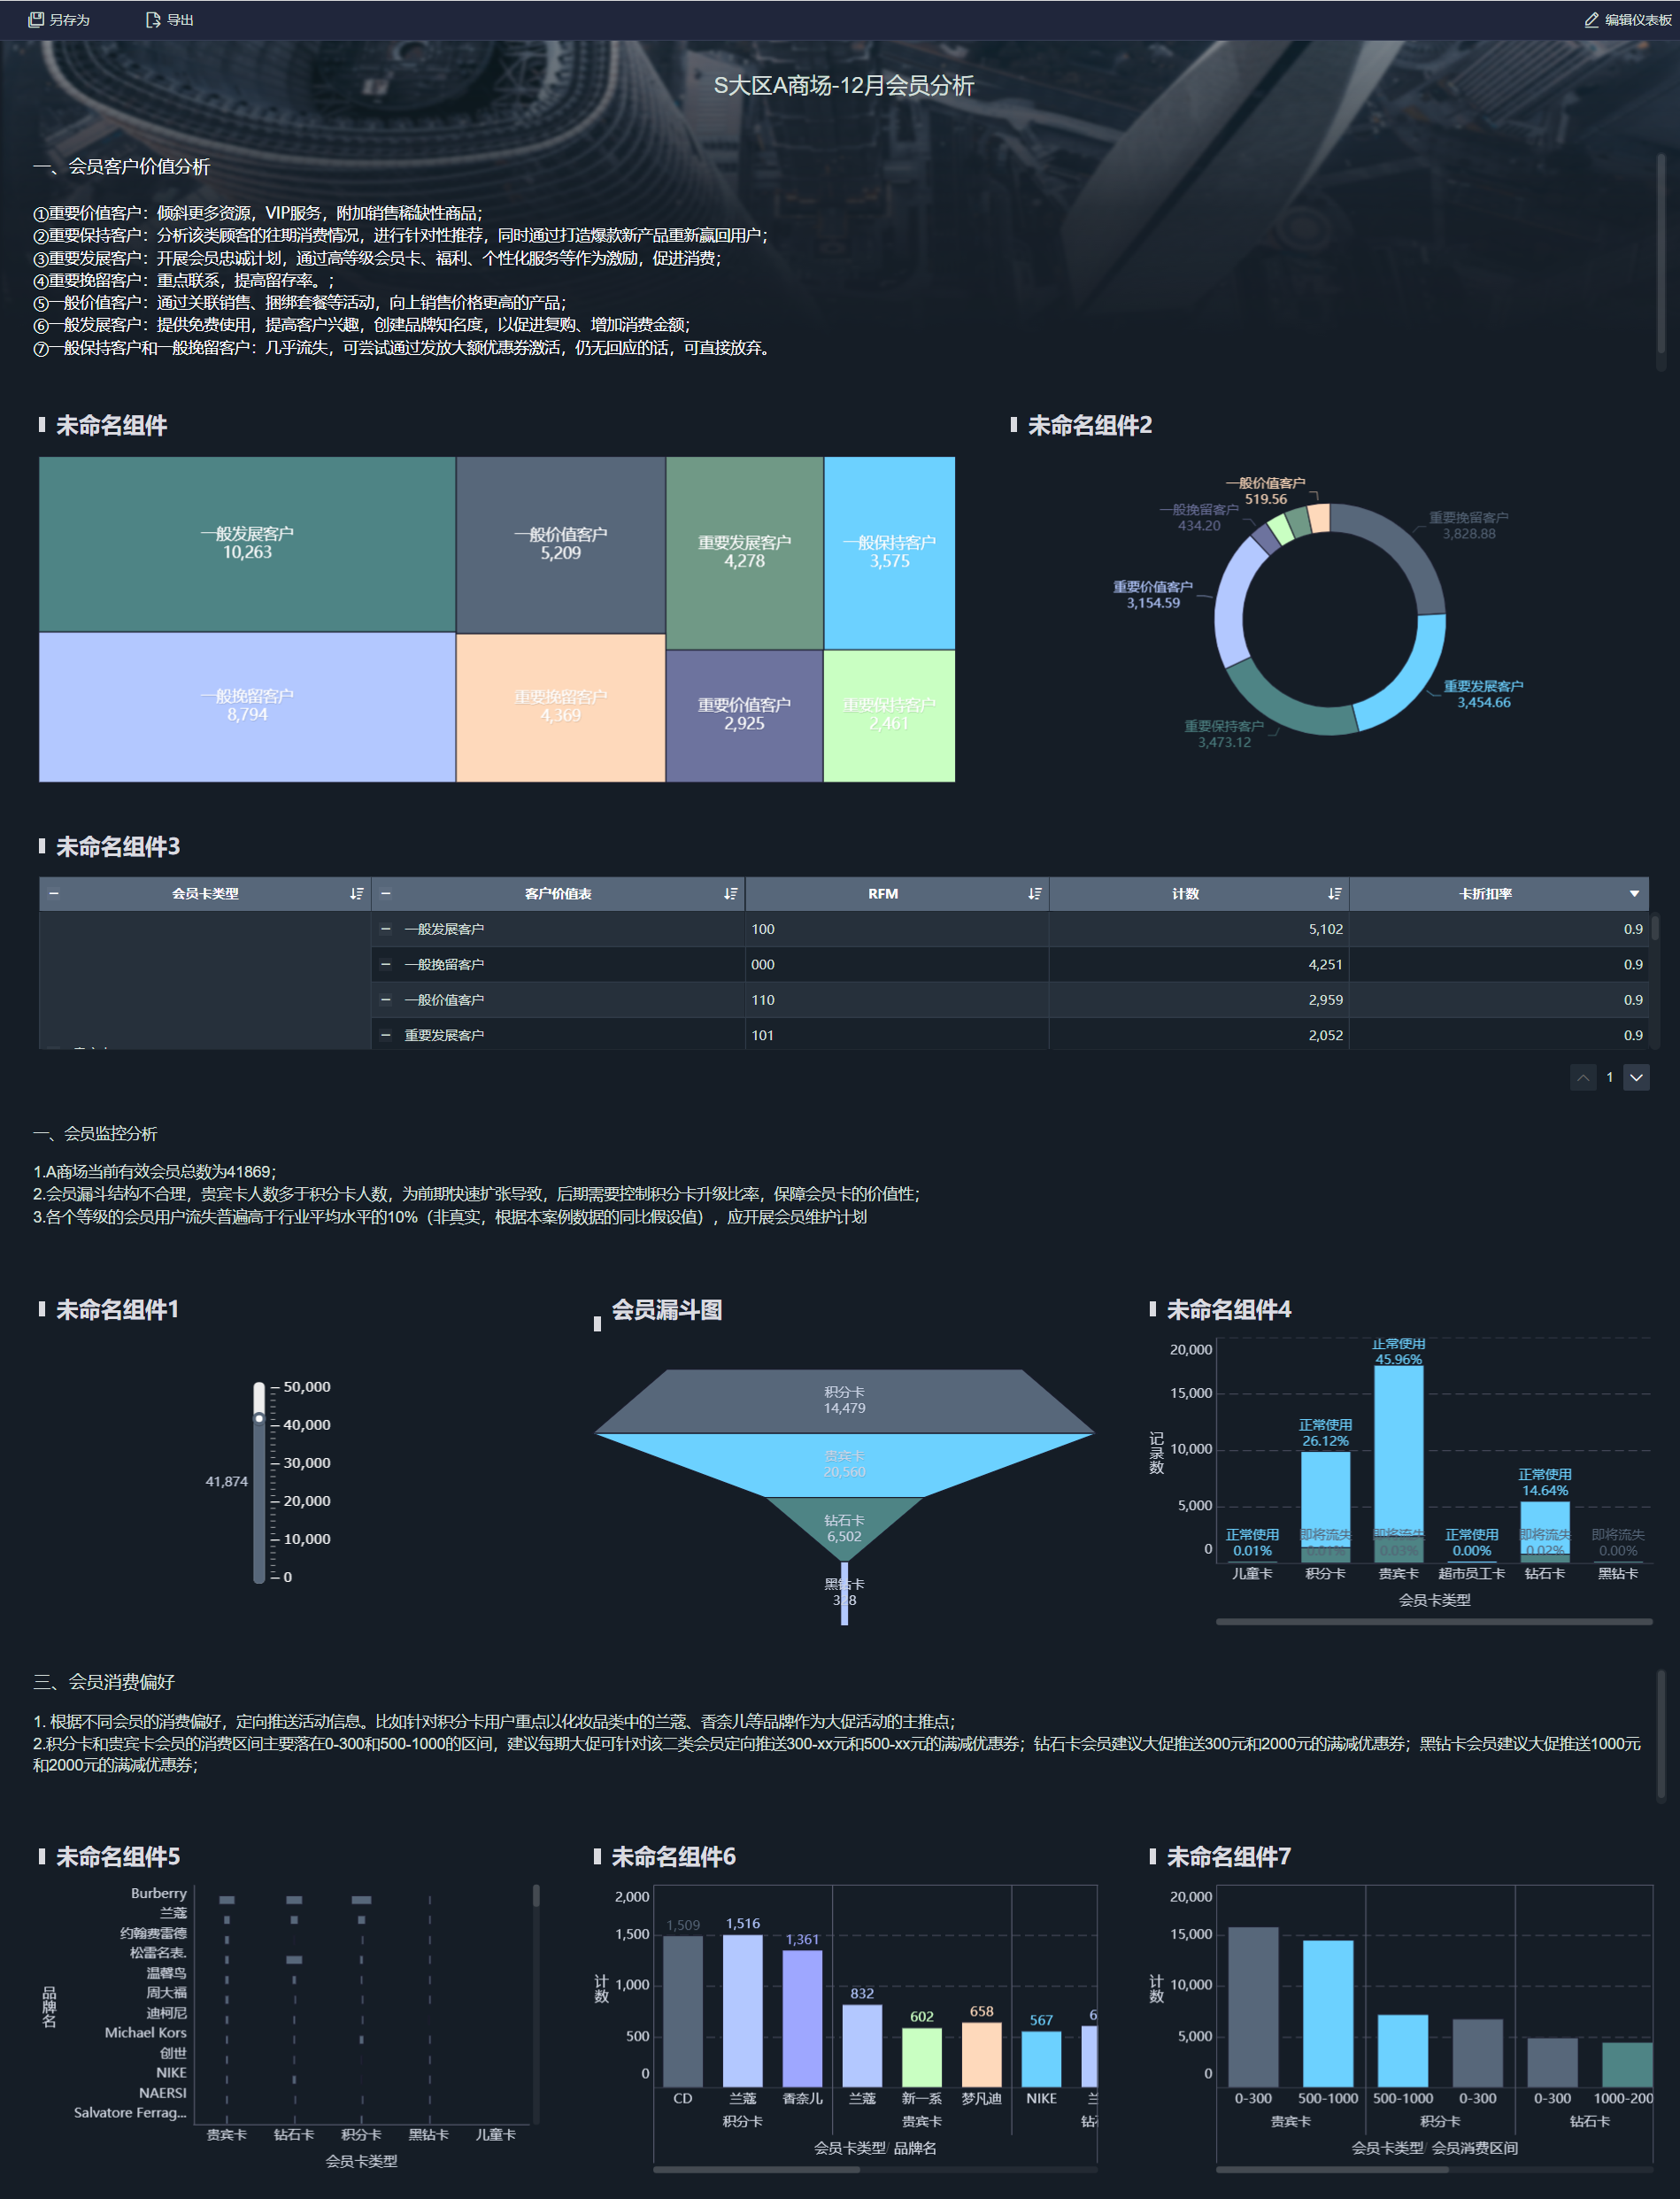 另存为
导出
编辑仪表板
S大区A商场-12月会员分析
一、会员客户价值分析
①重要价值客户：倾斜更多资源，VIP服务，附加销售稀缺性商品；
②重要保持客户：分析该类顾客的往期消费情况，进行针对性推荐，同时通过打造爆款新产品重新赢回用户；
③重要发展客户：开展会员忠诚计划，通过高等级会员卡、福利、个性化服务等作为激励，促进消费；
④重要挽留客户：重点联系，提高留存率。；
⑤一般价值客户：通过关联销售、捆绑套餐等活动，向上销售价格更高的产品；
⑥一般发展客户：提供免费使用，提高客户兴趣，创建品牌知名度，以促进复购、增加消费金额；
⑦一般保持客户和一般挽留客户：几乎流失，可尝试通过发放大额优惠券激活，仍无回应的话，可直接放弃。
未命名组件
一般发展客户
10,263
一般价值客户
5,209
重要发展客户
4,278
一般保持客户
3,575
一般挽留客户
8,794
重要挽留客户
4,369
重要价值客户
2,925
重要保持客户
2,461
未命名组件2
一般价值客户
519.56
一般挽留客户
434.20
重要挽留客户
3,828.88
重要价值客户
3,154.59
重要发展客户
3,454.66
重要保持客户
3,473.12
未命名组件3
会员卡类型 客户价值表 RFM 计数 卡折扣率
一般发展客户 100 5,102 0.9
一般挽留客户 000 4,251 0.9
一般价值客户 110 2,959 0.9
重要发展客户 101 2,052 0.9
1
一、会员监控分析
1.A商场当前有效会员总数为41869；
2.会员漏斗结构不合理，贵宾卡人数多于积分卡人数，为前期快速扩张导致，后期需要控制积分卡升级比率，保障会员卡的价值性；
3.各个等级的会员用户流失普遍高于行业平均水平的10%（非真实，根据本案例数据的同比假设值），应开展会员维护计划
未命名组件1
50,000
40,000
30,000
20,000
10,000
0
41,874
会员漏斗图
积分卡
14,479
贵宾卡
20,560
钻石卡
6,502
黑钻卡
328
未命名组件4
记录数
20,000
15,000
10,000
5,000
0
正常使用
0.01%
正常使用
26.12%
即将流失
0.01%
正常使用
45.96%
即将流失
0.03%
正常使用
0.00%
正常使用
14.64%
即将流失
0.02%
即将流失
0.00%
儿童卡 积分卡 贵宾卡 超市员工卡 钻石卡 黑钻卡
会员卡类型
三、会员消费偏好
1. 根据不同会员的消费偏好，定向推送活动信息。比如针对积分卡用户重点以化妆品类中的兰蔻、香奈儿等品牌作为大促活动的主推点；
2.积分卡和贵宾卡会员的消费区间主要落在0-300和500-1000的区间，建议每期大促可针对该二类会员定向推送300-xx元和500-xx元的满减优惠券；钻石卡会员建议大促推送300元和2000元的满减优惠券；黑钻卡会员建议大促推送1000元
和2000元的满减优惠券；
未命名组件5
品牌名
Burberry
兰蔻
约翰费雷德
松雷名表.
温馨鸟
周大福
迪柯尼
Michael Kors
创世
NIKE
NAERSI
Salvatore Ferrag...
贵宾卡 钻石卡 积分卡 黑钻卡 儿童卡
会员卡类型
未命名组件6
计数
2,000
1,500
1,000
500
0
1,509
1,516
1,361
832
602
658
567
CD 兰蔻 香奈儿 兰蔻 新一系 梦凡迪 NIKE
积分卡 贵宾卡
会员卡类型/ 品牌名
未命名组件7
计数
20,000
15,000
10,000
5,000
0
0-300 500-1000 500-1000 0-300 0-300 1000-200
贵宾卡 积分卡 钻石卡
会员卡类型/ 会员消费区间